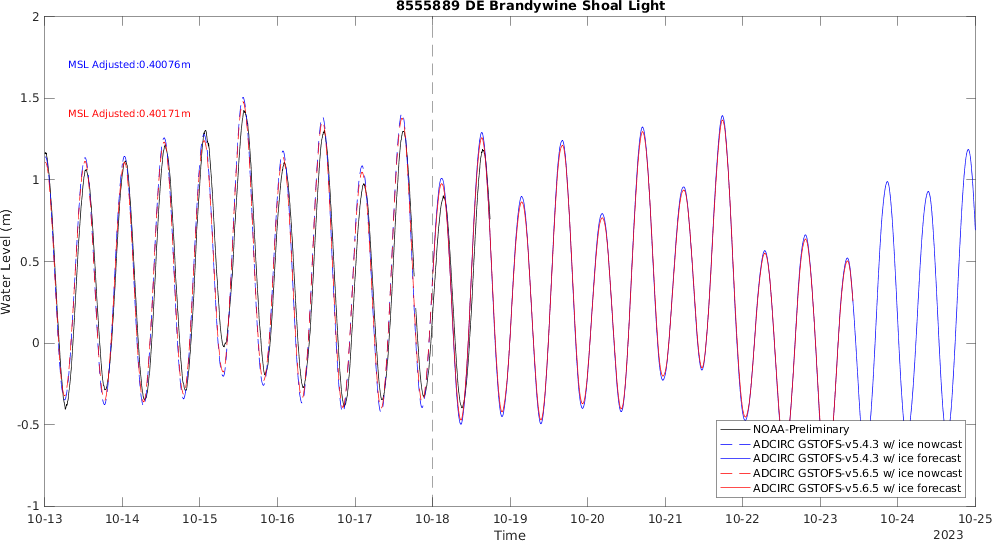 8555889 DE Brandywine Shoal Light
MSL Adjusted:0.40076m
MSL Adjusted:0.40171m
Water Level (m)
2
1.5
1
0.5
0
-0.5
-1
NOAA-Preliminary
ADCIRC GSTOFS-v5.4.3 w/ ice nowcast
ADCIRC GSTOFS-v5.4.3 w/ ice forecast
ADCIRC GSTOFS-v5.6.5 w/ ice nowcast
ADCIRC GSTOFS-v5.6.5 w/ ice forecast
10-13 10-14 10-15 10-16 10-17 10-18 10-19 10-20 10-21 10-22 10-23 10-24 10-25
Time
2023